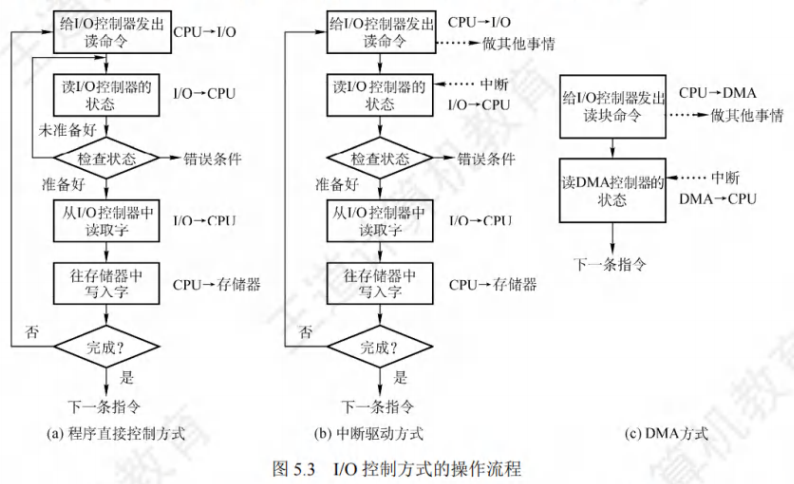 给I/O控制器发出
读命令
CPU→I/O
读I/O控制器的
状态
I/O→CPU
未准备好
检查状态
错误条件
准备好
从I/O控制器中
读取字
I/O→CPU
往存储器中
写入字
CPU→存储器
否
完成?
是
下一条指令
(a) 程序直接控制方式
给I/O控制器发出
读命令
CPU→I/O
做其他事情
读I/O控制器的
状态
中断
I/O→CPU
检查状态
错误条件
准备好
从I/O控制器中
读取字
I/O→CPU
往存储器中
写入字
CPU→存储器
否
完成?
是
下一条指令
(b) 中断驱动方式
给I/O控制器发出
读块命令
CPU→DMA
做其他事情
读DMA控制器的
状态
中断
DMA→CPU
下一条指令
(c) DMA方式
图 5.3 I/O 控制方式的操作流程
王道计算机教育